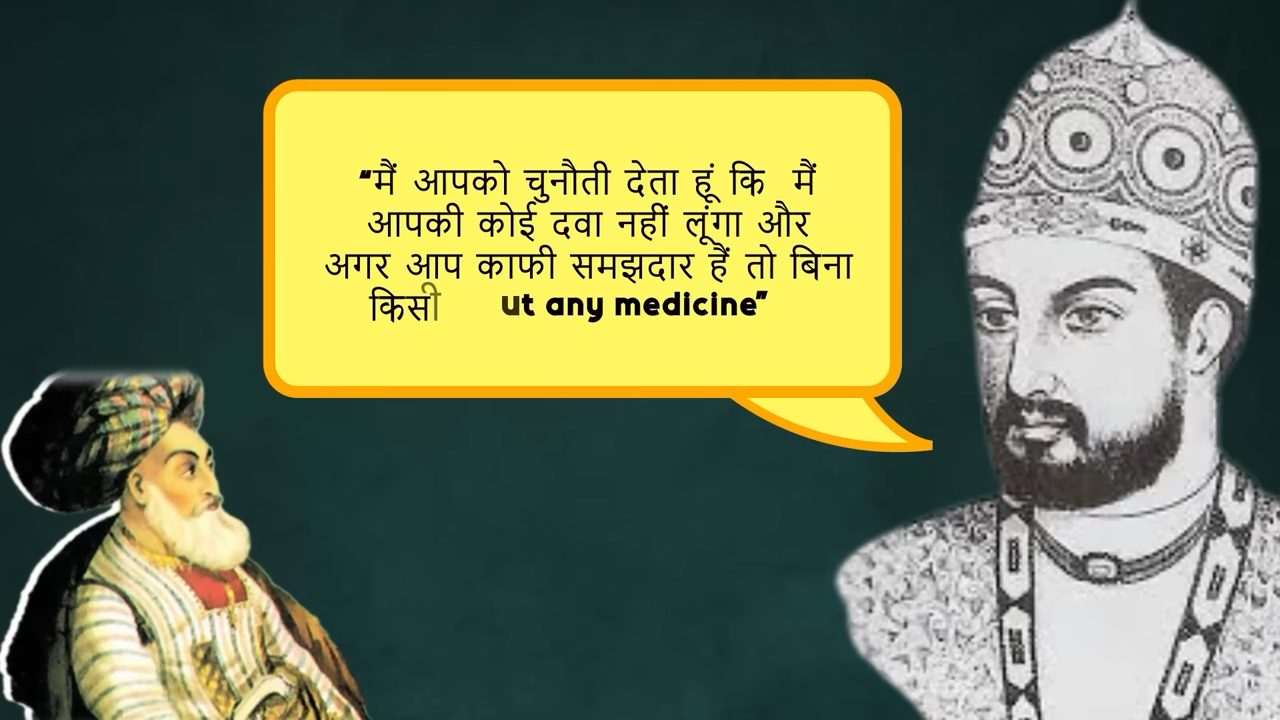 "मैं आपको चुनौती देता हूं कि मैं
आपकी कोई दवा नहीं लूंगा और
अगर आप काफी समझदार हैं तो बिना
किसी ut any medicine"